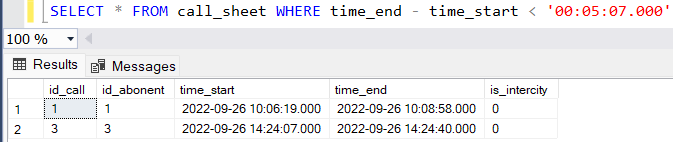 SELECT * FROM call_sheet WHERE time_end - time_start < '00:05:07.000'
100 %
Results Messages
id_call id_abonent time_start time_end is_intercity
1 1 1 2022-09-26 10:06:19.000 2022-09-26 10:08:58.000 0
2 3 3 2022-09-26 14:24:07.000 2022-09-26 14:24:40.000 0